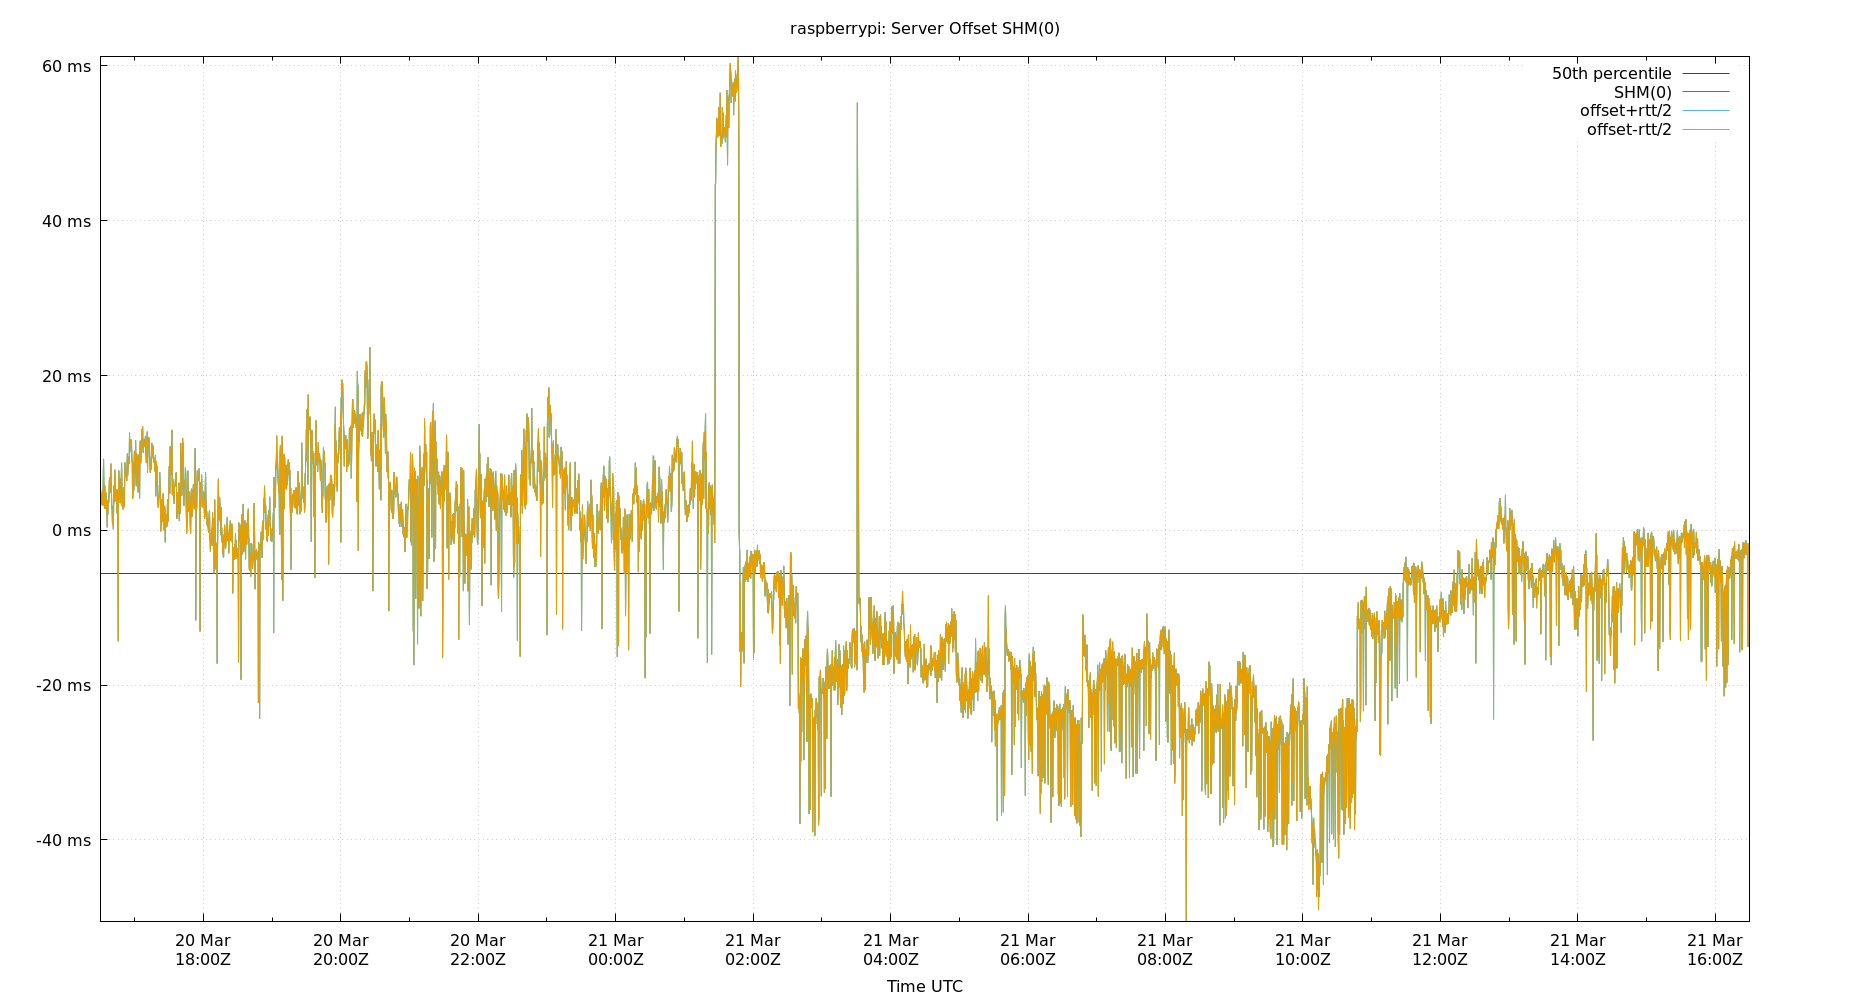 raspberrypi: Server Offset SHM(0)
60 ms
40 ms
20 ms
0 ms
-20 ms
-40 ms
50th percentile
SHM(0)
offset+rtt/2
offset-rtt/2
20 Mar 20 Mar 20 Mar 21 Mar 21 Mar 21 Mar 21 Mar 21 Mar 21 Mar 21 Mar 21 Mar 21 Mar
18:00Z 20:00Z 22:00Z 00:00Z 02:00Z 04:00Z 06:00Z 08:00Z 10:00Z 12:00Z 14:00Z 16:00Z
Time UTC